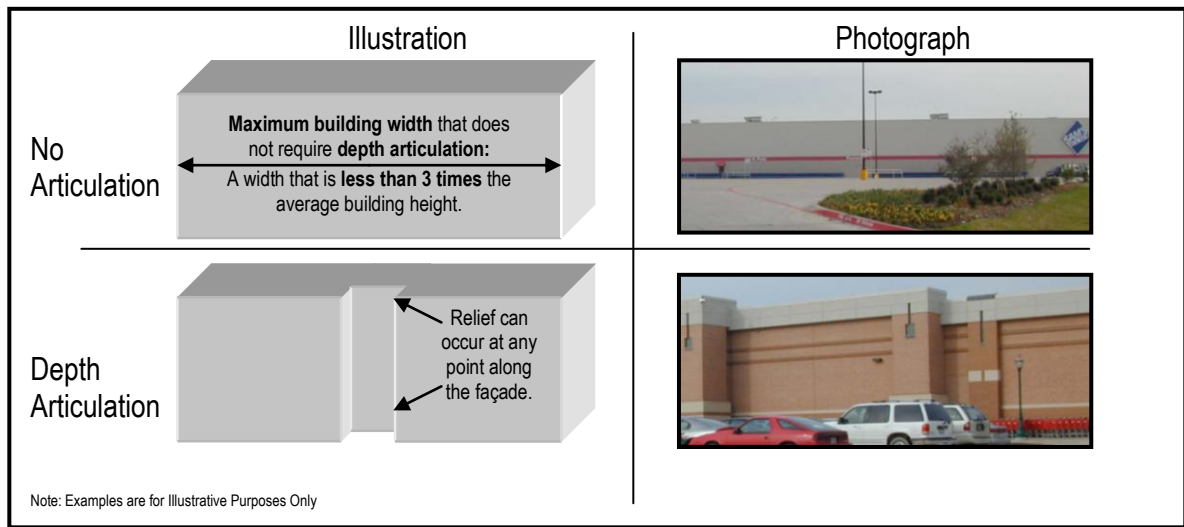 Illustration
Photograph
No
Articulation
Maximum building width that does
not require depth articulation:
A width that is less than 3 times the
average building height.
Depth
Articulation
Relief can
occur at any
point along
the façade.
Note: Examples are for Illustrative Purposes Only